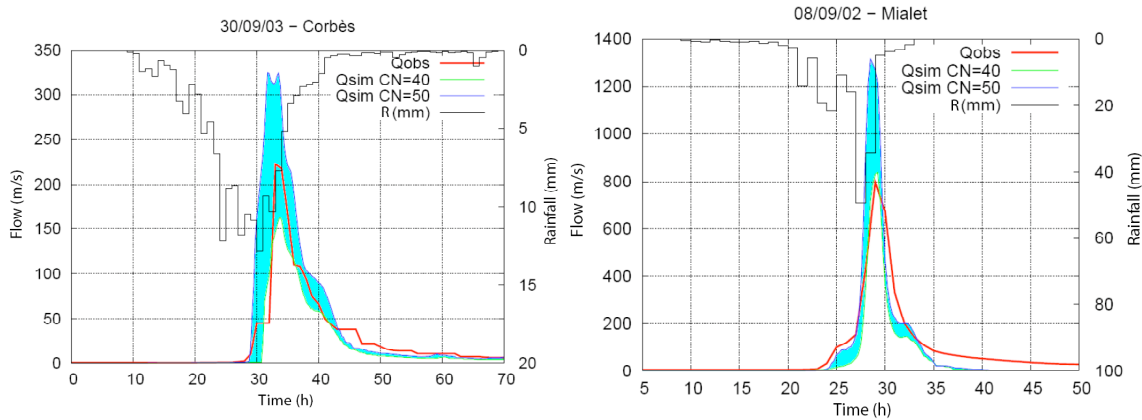 30/09/03 – Corbès
350
300
250
200
150
100
50
0
Flow (m/s)
0
5
10
15
20
Rainfall (mm)
Qobs
Qsim CN=40
Qsim CN=50
R(mm)
0
10
20
30
40
50
60
70
Time (h)
08/09/02 – Mialet
1400
1200
1000
800
600
400
200
0
Flow (m/s)
0
20
40
60
80
100
Rainfall (mm)
Qobs
Qsim CN=40
Qsim CN=50
R(mm)
5
10
15
20
25
29
35
40
45
50
Time (h)